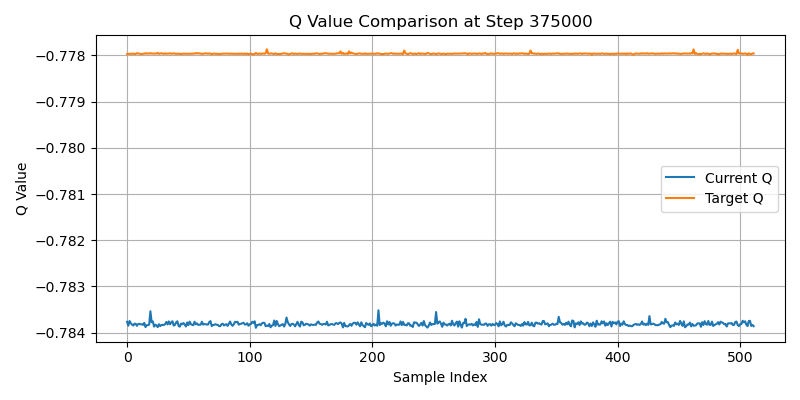 Q Value Comparison at Step 375000
Q Value
−0.778
−0.779
−0.780
−0.781
−0.782
−0.783
−0.784
Current Q
Target Q
0
100
200
300
400
500
Sample Index